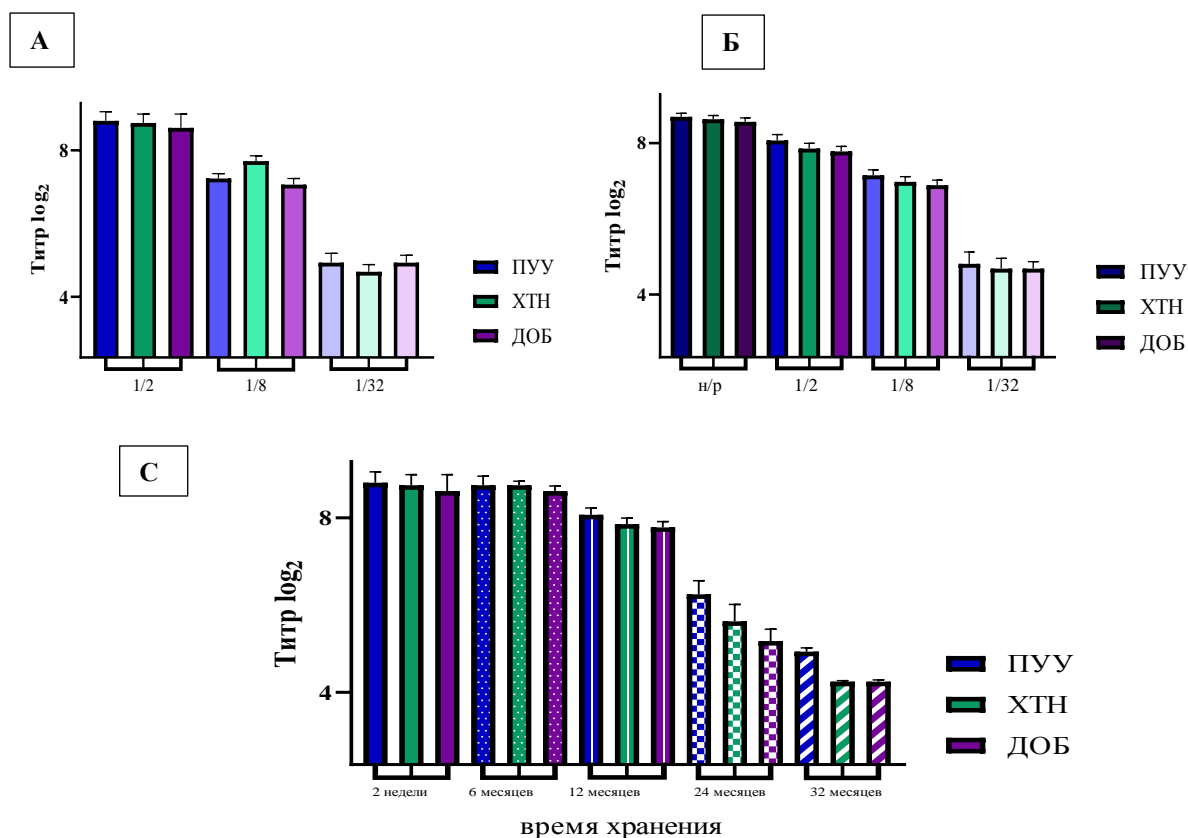 А
Титр log2
8
4
1/2
1/8
1/32
ПУУ
ХТН
ДОБ
Б
Титр log2
8
4
н/р
1/2
1/8
1/32
ПУУ
ХТН
ДОБ
С
Титр log2
8
4
2 недели
6 месяцев
12 месяцев
24 месяцев
32 месяцев
время хранения
ПУУ
ХТН
ДОБ